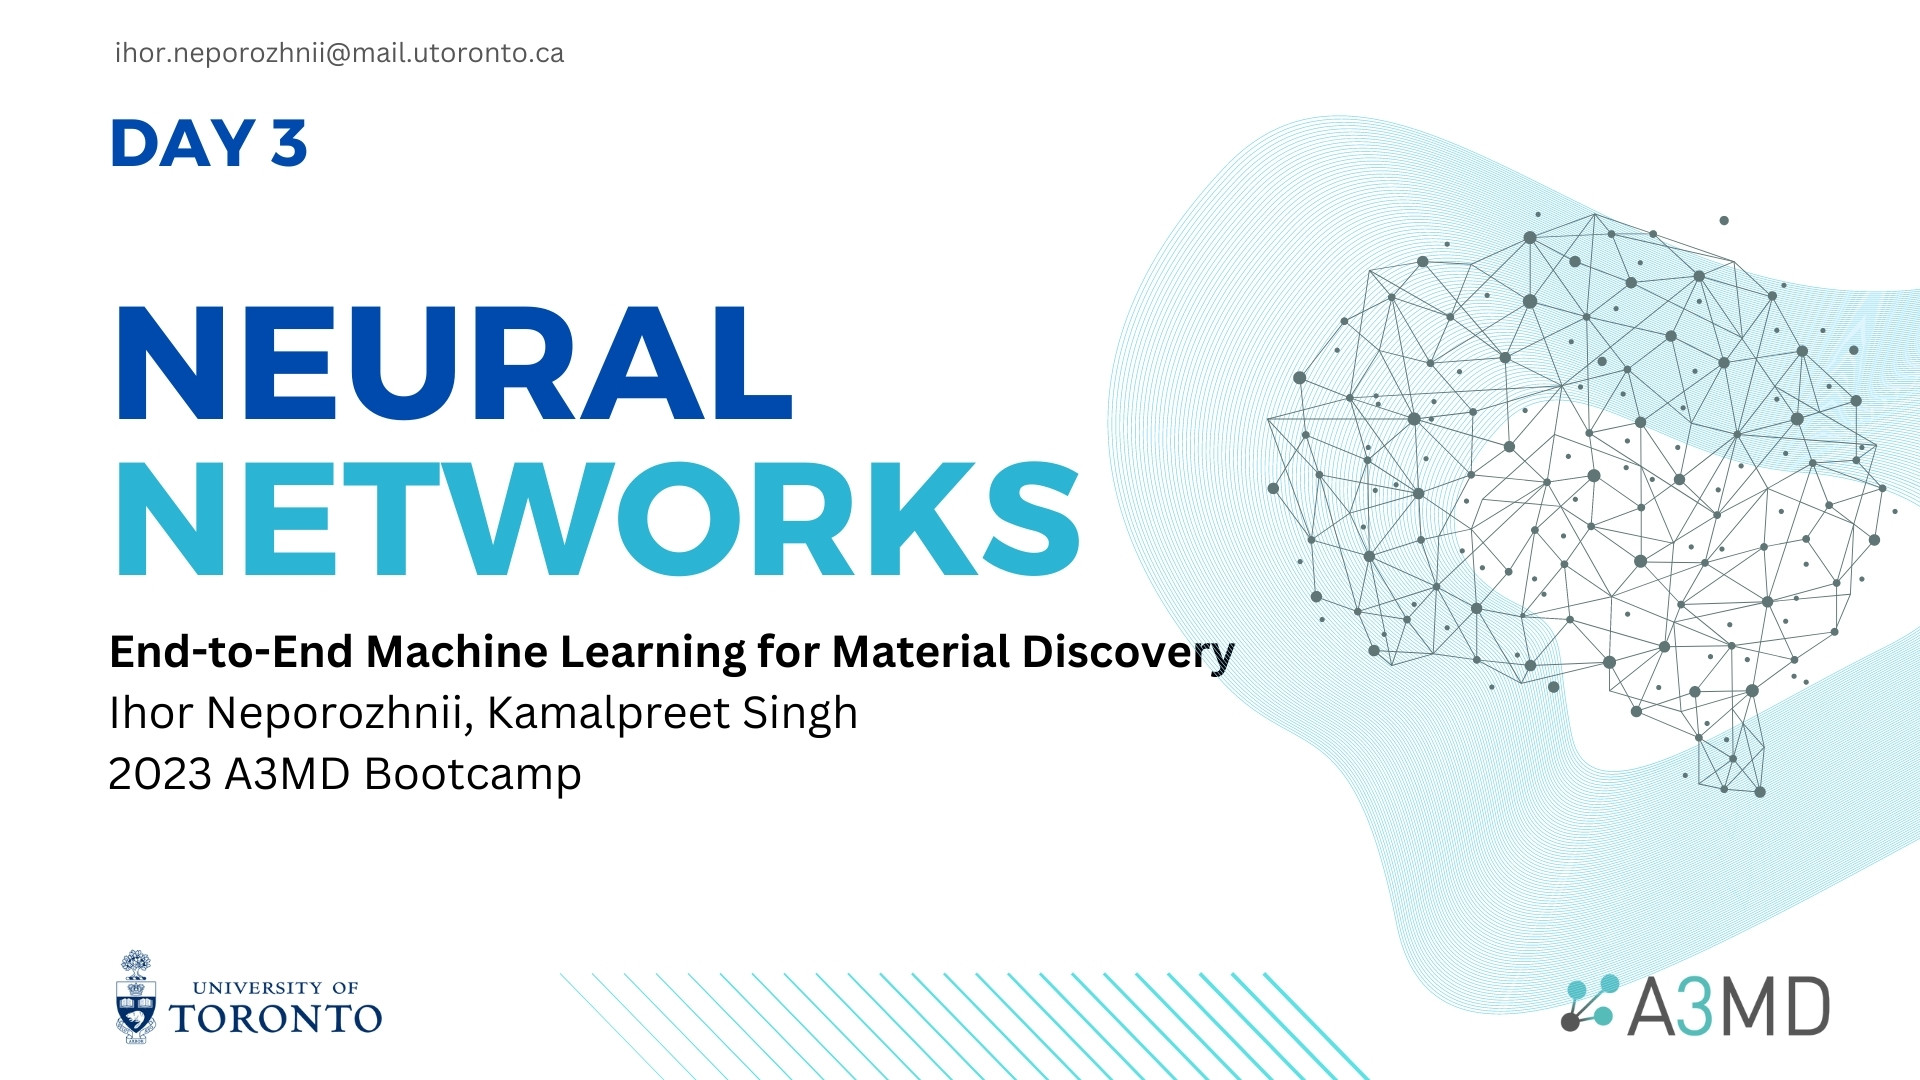 ihor.neporozhnii@mail.utoronto.ca
DAY 3
NEURAL
NETWORKS
End-to-End Machine Learning for Material Discovery
Ihor Neporozhnii, Kamalpreet Singh
2023 A3MD Bootcamp
UNIVERSITY OF
TORONTO
A3MD